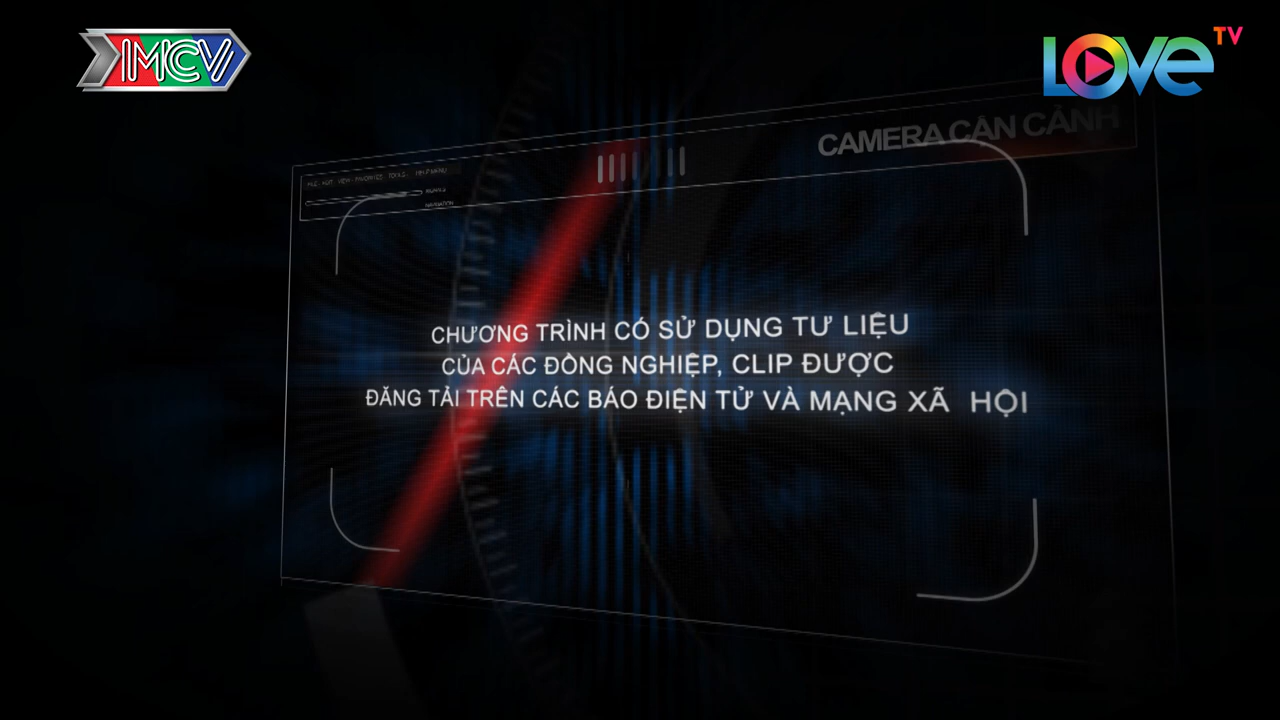 MCV
LOVE TV
CAMERA CẬN CẢNH
CHƯƠNG TRÌNH CÓ SỬ DỤNG TƯ LIỆU
CỦA CÁC ĐỒNG NGHIỆP, CLIP ĐƯỢC
ĐĂNG TẢI TRÊN CÁC BÁO ĐIỆN TỬ VÀ MẠNG XÃ HỘI